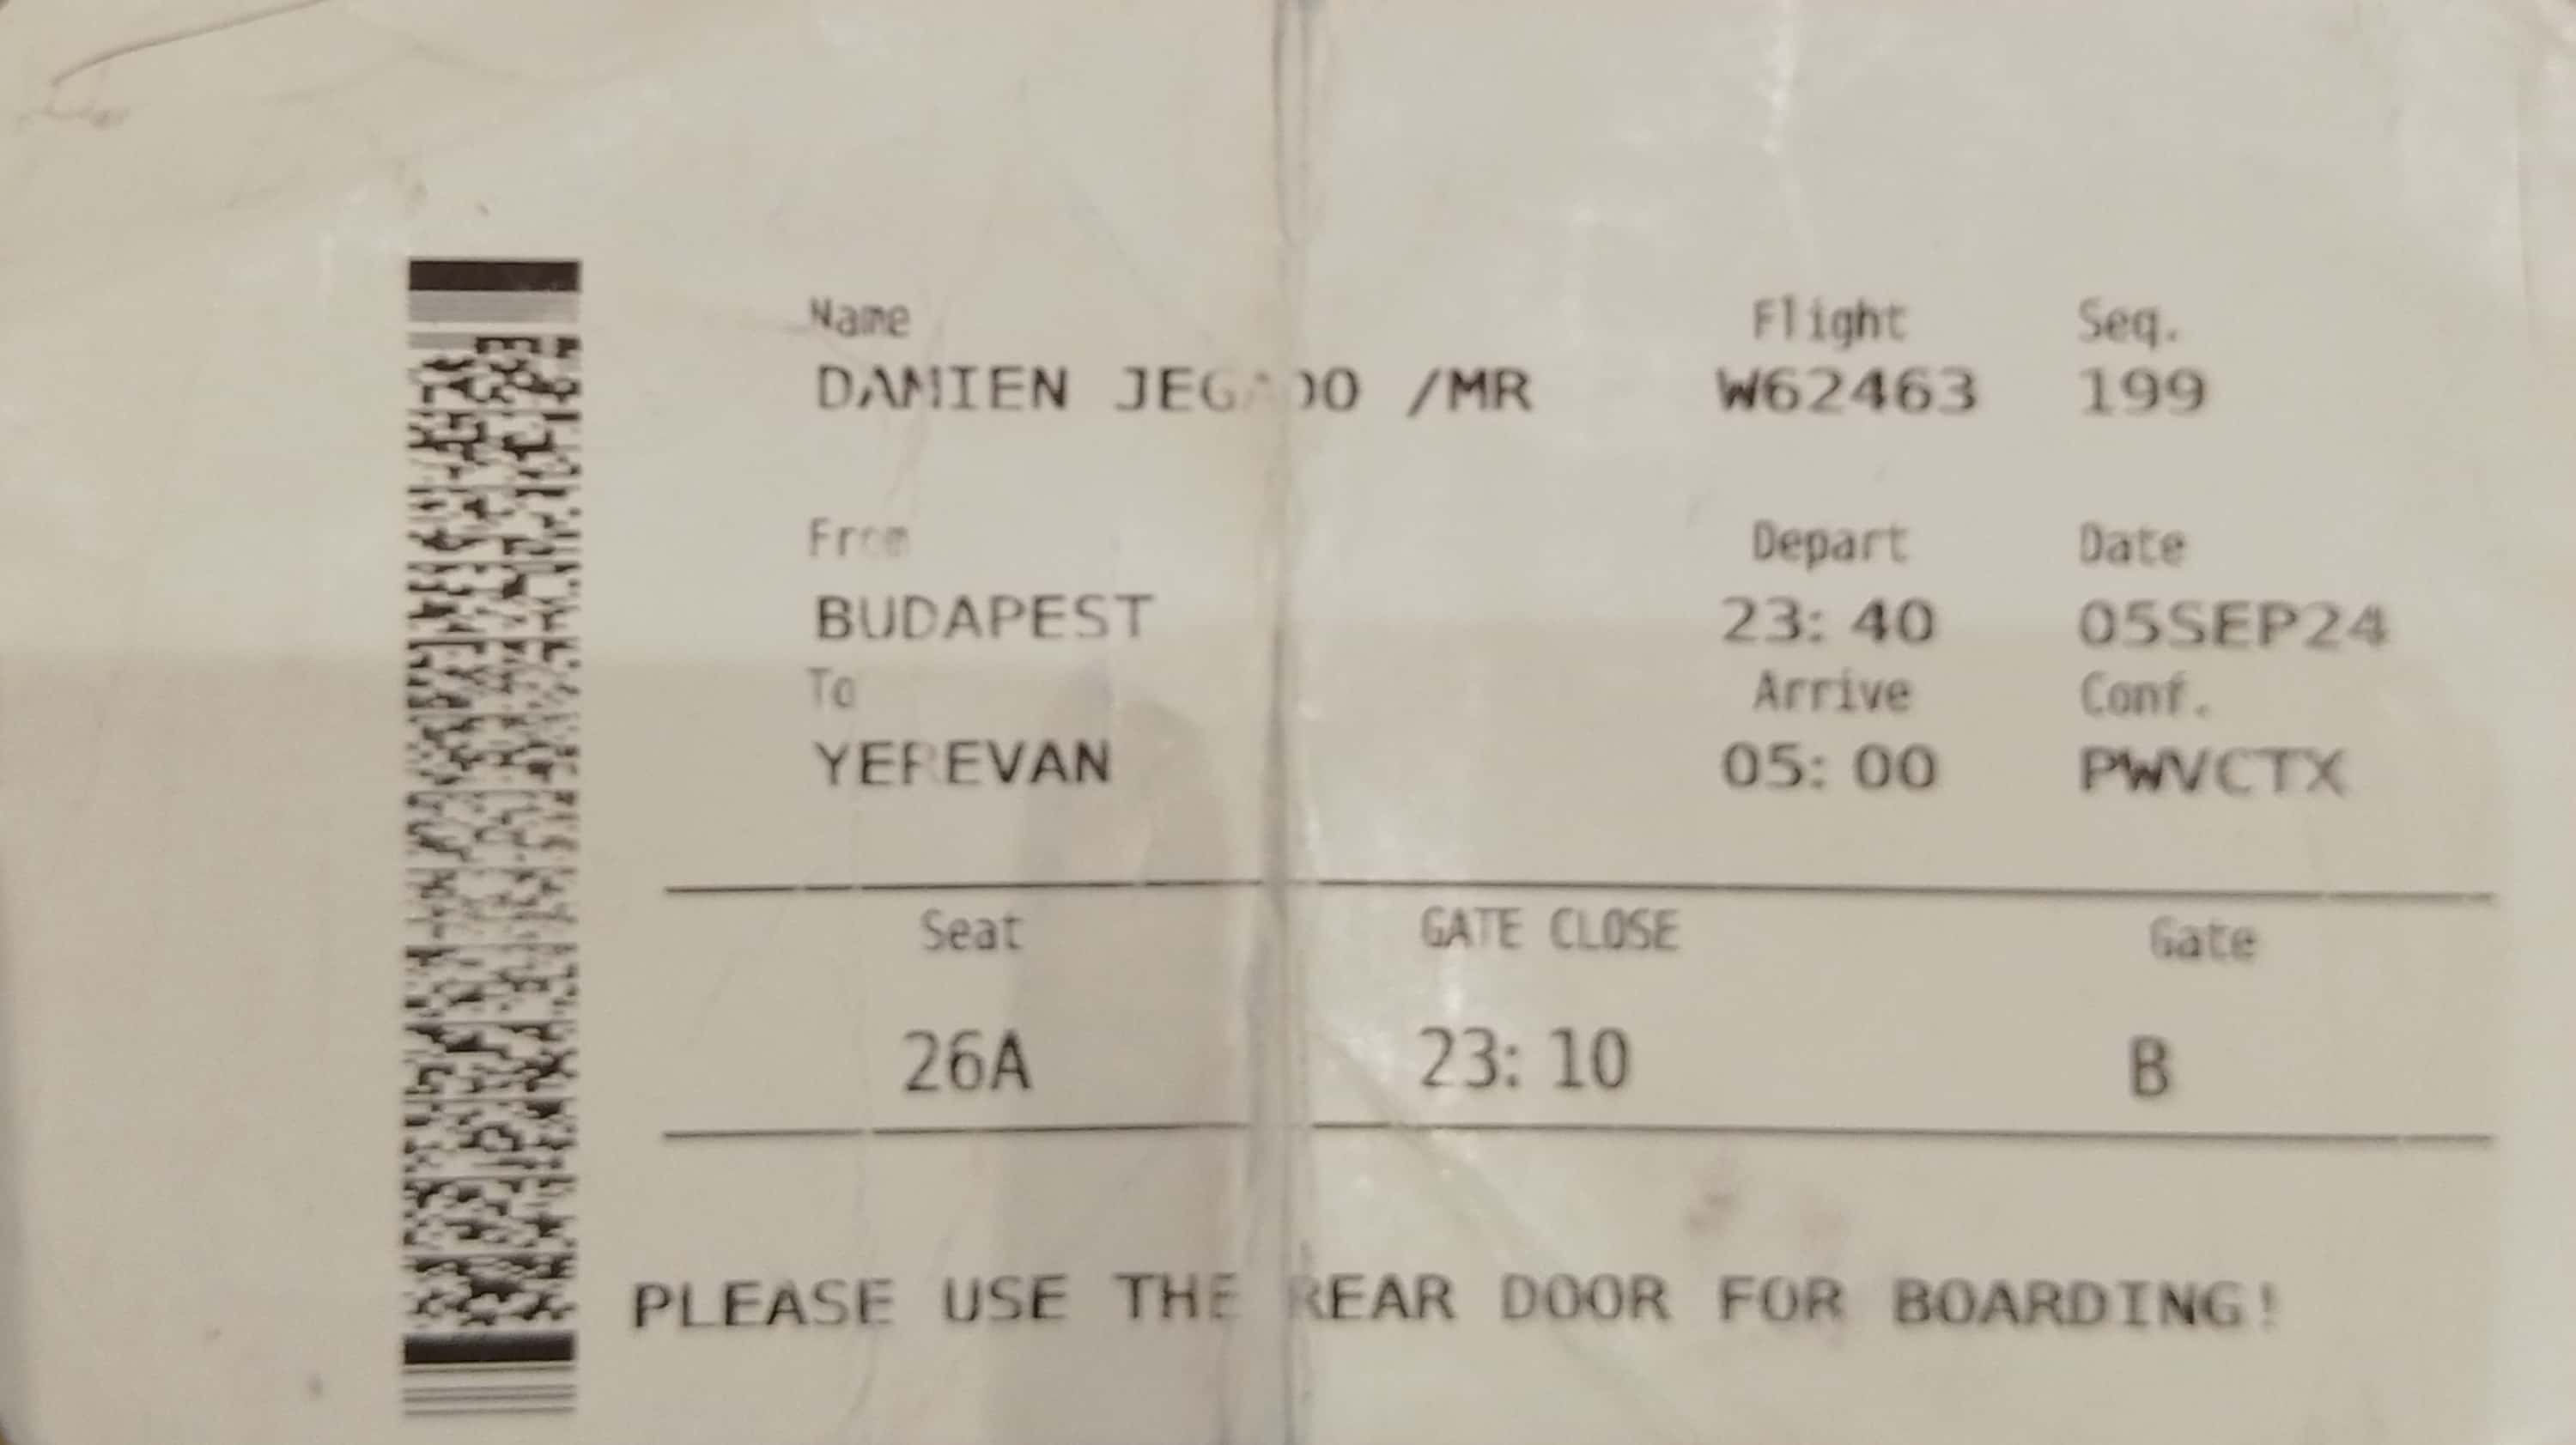 Name Flight Seq.
DAMIEN /MR W62463 199
From Depart Date
BUDAPEST 23:40 05SEP24
To Arrive Conf.
YEREVAN 05:00 PWVCTX
Seat GATE CLOSE Gate
26A 23:10 B
PLEASE USE THE REAR DOOR FOR BOARDING!